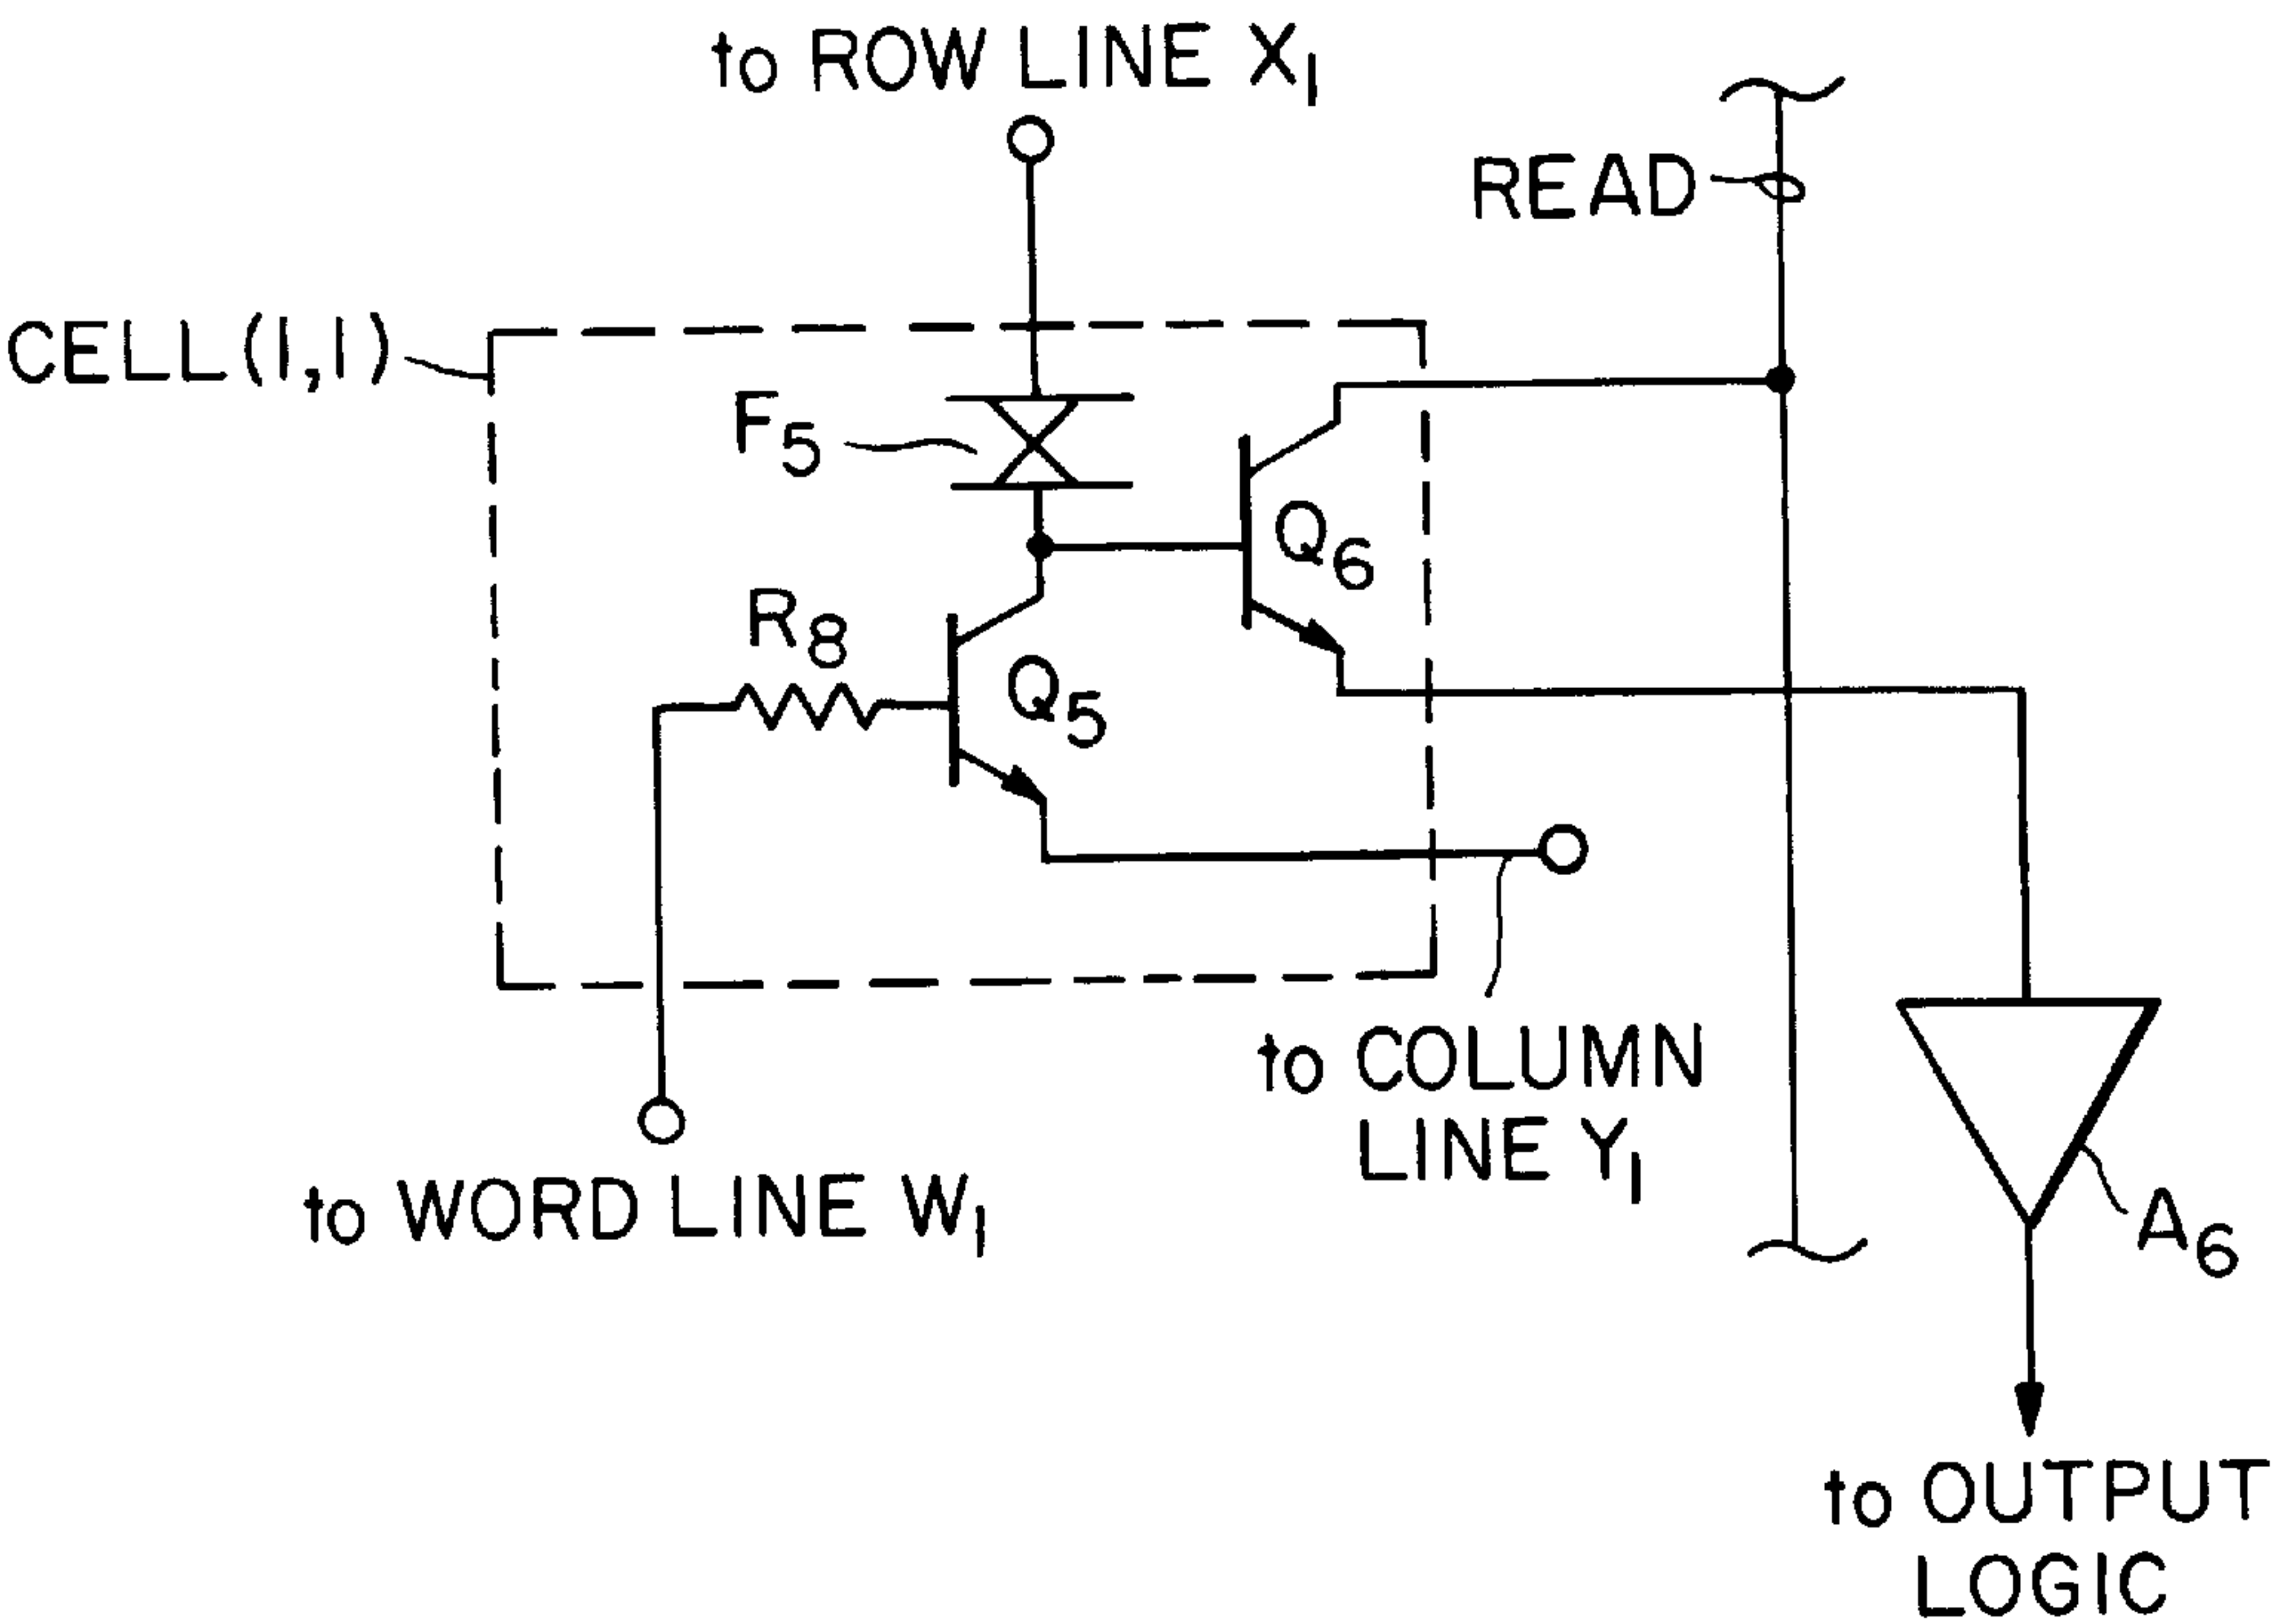 to ROW LINE X1
READ
CELL(1,1)
F5
Q6
R8
Q5
to COLUMN
LINE Y1
to WORD LINE W1
A6
to OUTPUT
LOGIC